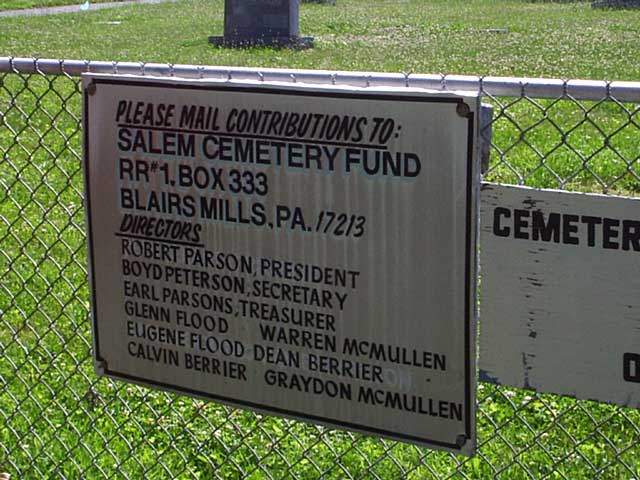 PLEASE MAIL CONTRIBUTIONS TO:
SALEM CEMETERY FUND
RR#1, BOX 333
BLAIRS MILLS, PA. 17213
DIRECTORS
ROBERT PARSON, PRESIDENT
BOYD PETERSON, SECRETARY
EARL PARSONS, TREASURER
GLENN FLOOD WARREN MCMULLEN
EUGENE FLOOD DEAN BERRIER
CALVIN BERRIER GRAYDON MCMULLEN
CEMETER
O